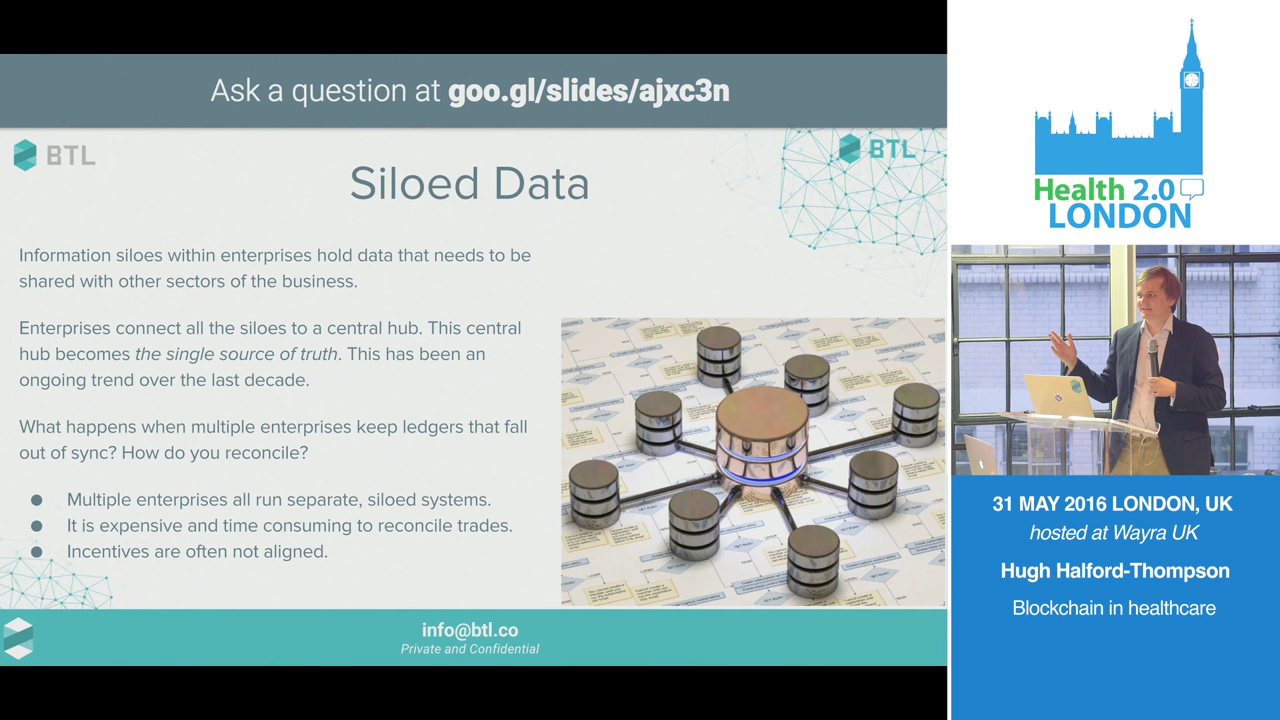 Ask a question at goo.gl/slides/ajxc3n
BTL
BTL
Siloed Data
Information siloes within enterprises hold data that needs to be
shared with other sectors of the business.
Enterprises connect all the siloes to a central hub. This central
hub becomes the single source of truth. This has been an
ongoing trend over the last decade.
What happens when multiple enterprises keep ledgers that fall
out of sync? How do you reconcile?
● Multiple enterprises all run separate, siloed systems.
● It is expensive and time consuming to reconcile trades.
● Incentives are often not aligned.
info@btl.co
Private and Confidential
Health 2.0
LONDON
31 MAY 2016 LONDON, UK
hosted at Wayra UK
Hugh Halford-Thompson
Blockchain in healthcare